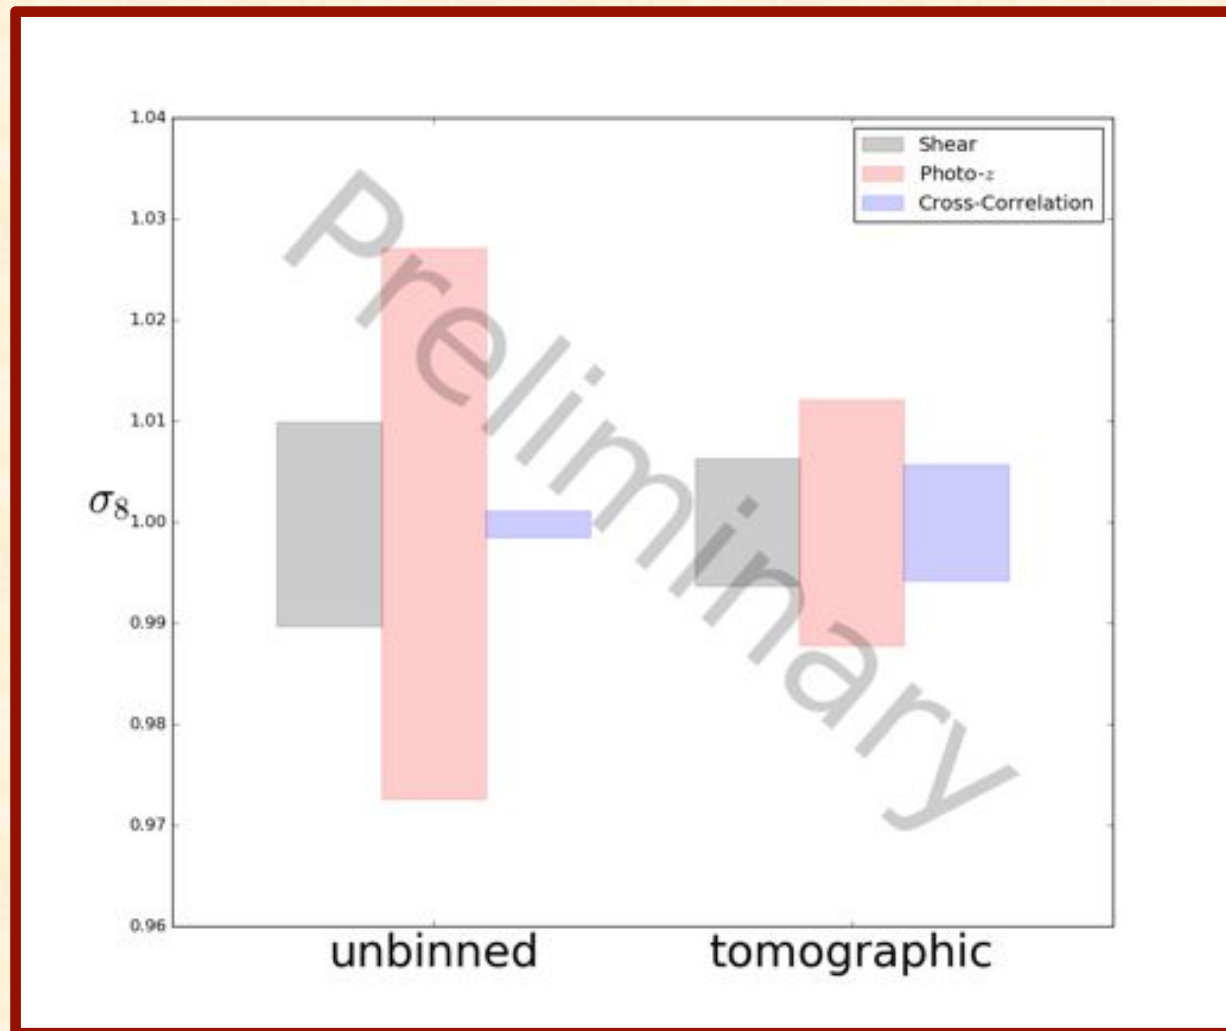 1.04
Shear
Photo-z
Cross-Correlation
1.03
1.02
1.01
σ8
1.00
0.99
0.98
0.97
0.96
Preliminary
unbinned tomographic